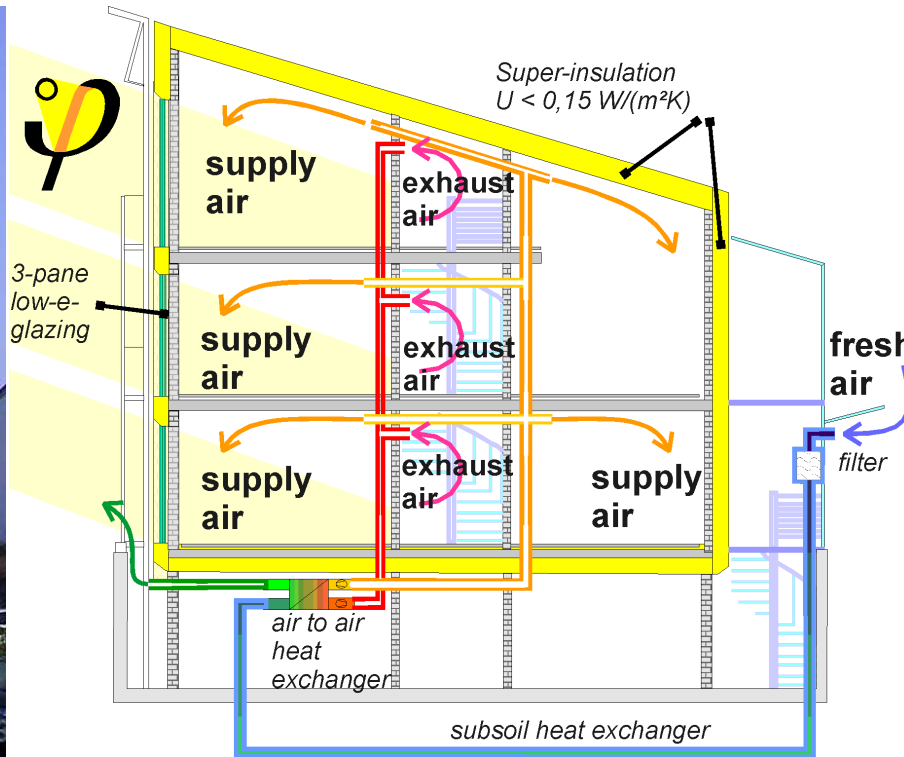 Super-insulation
U < 0,15 W/(m²K)
supply
air
exhaust
air
3-pane
low-e-
glazing
supply
air
exhaust
air
fresh
air
supply
air
exhaust
air
supply
air
filter
air to air
heat
exchanger
subsoil heat exchanger